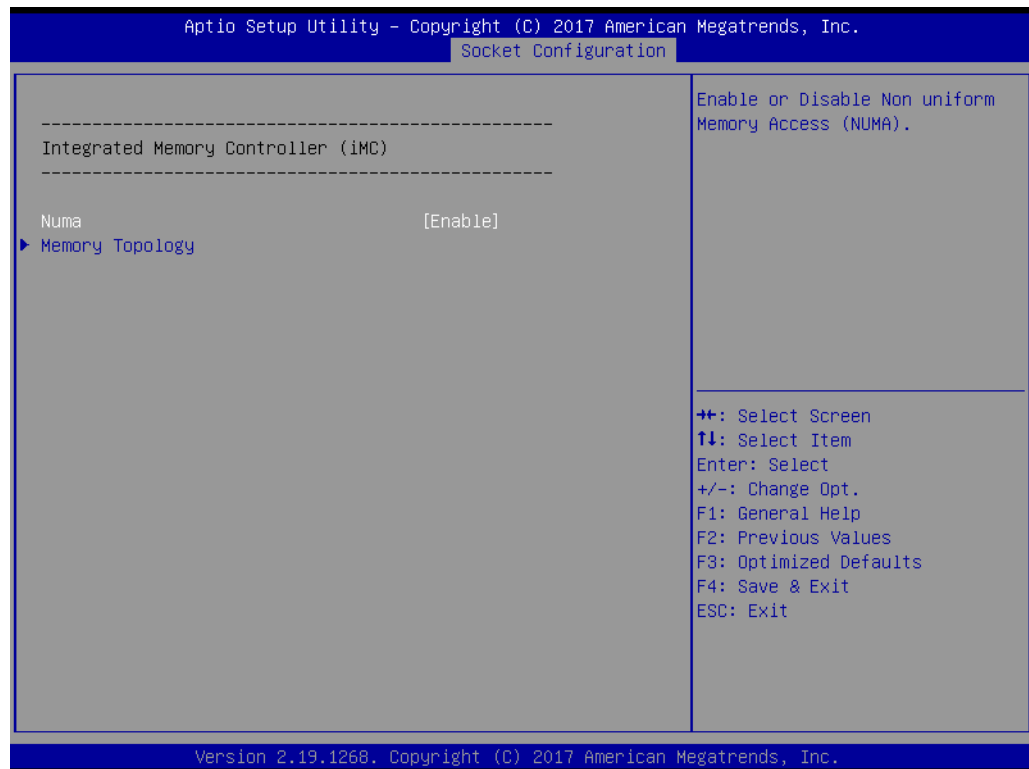 Aptio Setup Utility – Copyright (C) 2017 American Megatrends, Inc.
Socket Configuration
--------------------------------------------------
Integrated Memory Controller (iMC)
--------------------------------------------------
Numa [Enable]
Memory Topology
Enable or Disable Non uniform
Memory Access (NUMA).
→←: Select Screen
↑↓: Select Item
Enter: Select
+/-: Change Opt.
F1: General Help
F2: Previous Values
F3: Optimized Defaults
F4: Save & Exit
ESC: Exit
Version 2.19.1268. Copyright (C) 2017 American Megatrends, Inc.